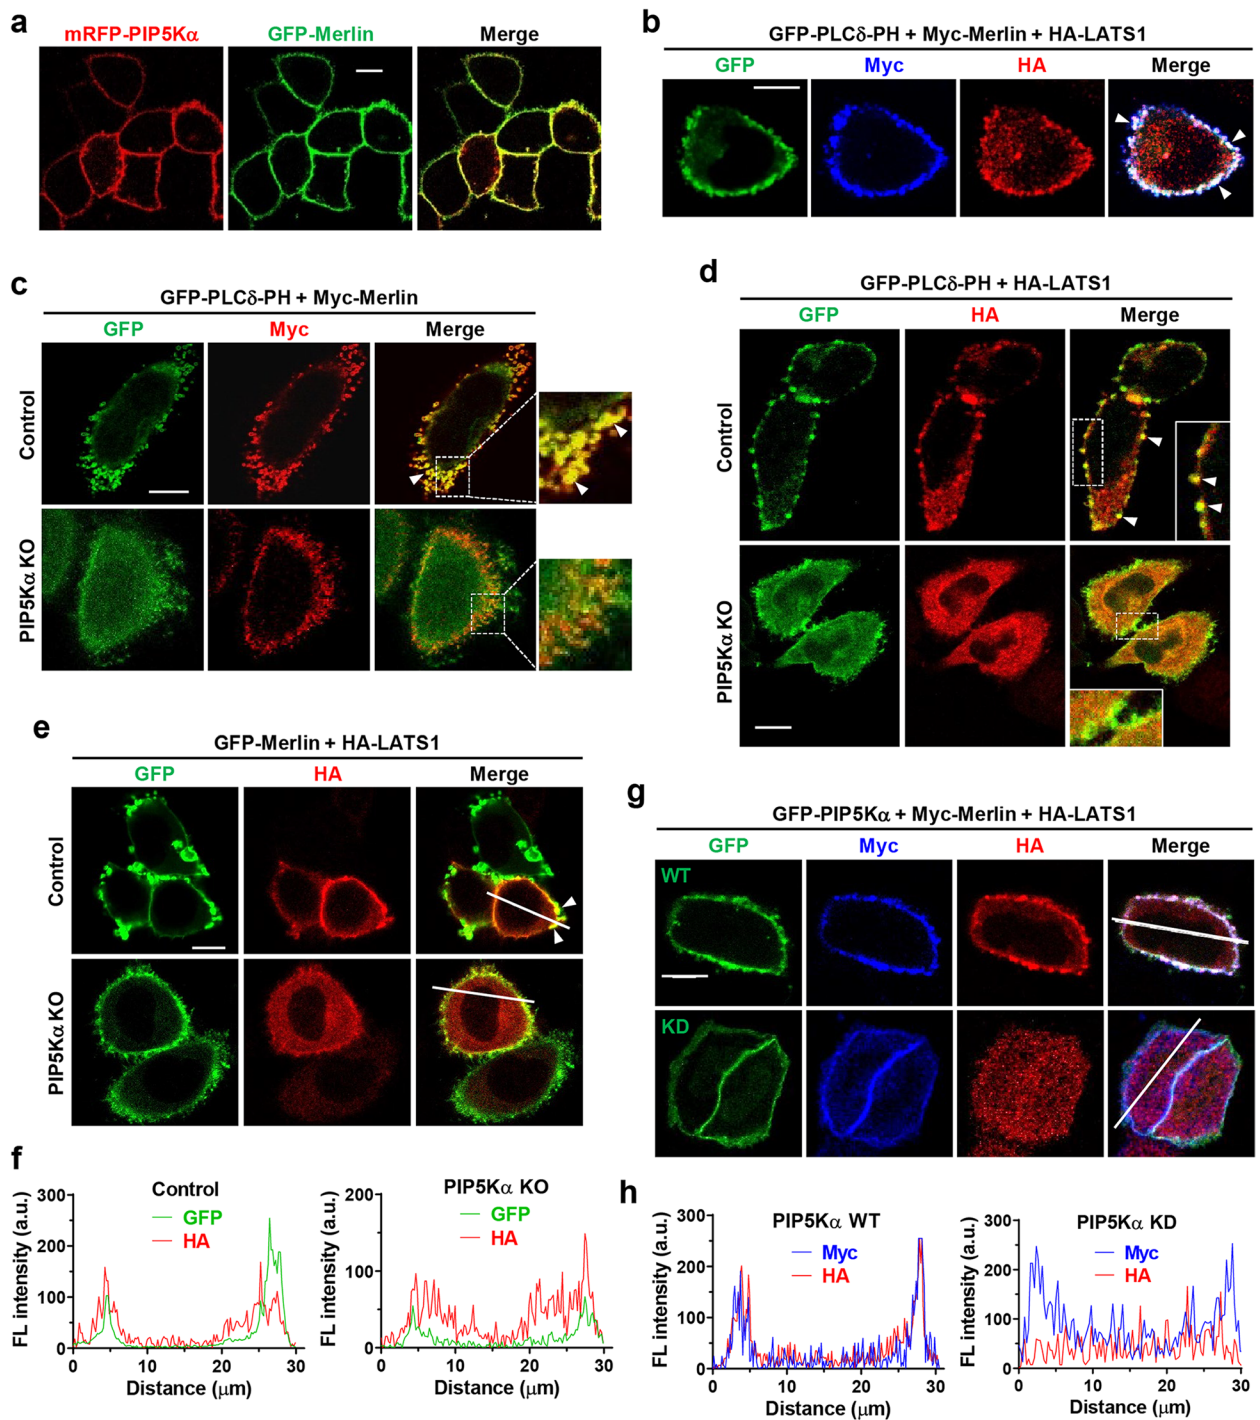 a
mRFP-PIP5Kα GFP-Merlin Merge
b
GFP-PLCδ-PH + Myc-Merlin + HA-LATS1
GFP Myc HA Merge
c
GFP-PLCδ-PH + Myc-Merlin
GFP Myc Merge
Control
PIP5Kα KO
d
GFP-PLCδ-PH + HA-LATS1
GFP HA Merge
Control
PIP5Kα KO
e
GFP-Merlin + HA-LATS1
GFP HA Merge
Control
PIP5Kα KO
f
Control
GFP
HA
FL intensity (a.u.)
300
200
100
0
0 10 20 30
Distance (μm)
PIP5Kα KO
GFP
HA
FL intensity (a.u.)
200
100
0
0 10 20 30
Distance (μm)
g
GFP-PIP5Kα + Myc-Merlin + HA-LATS1
GFP Myc HA Merge
WT
KD
h
PIP5Kα WT
Myc
HA
FL intensity (a.u.)
300
200
100
0
0 10 20 30
Distance (μm)
PIP5Kα KD
Myc
HA
FL intensity (a.u.)
300
200
100
0
0 10 20 30
Distance (μm)